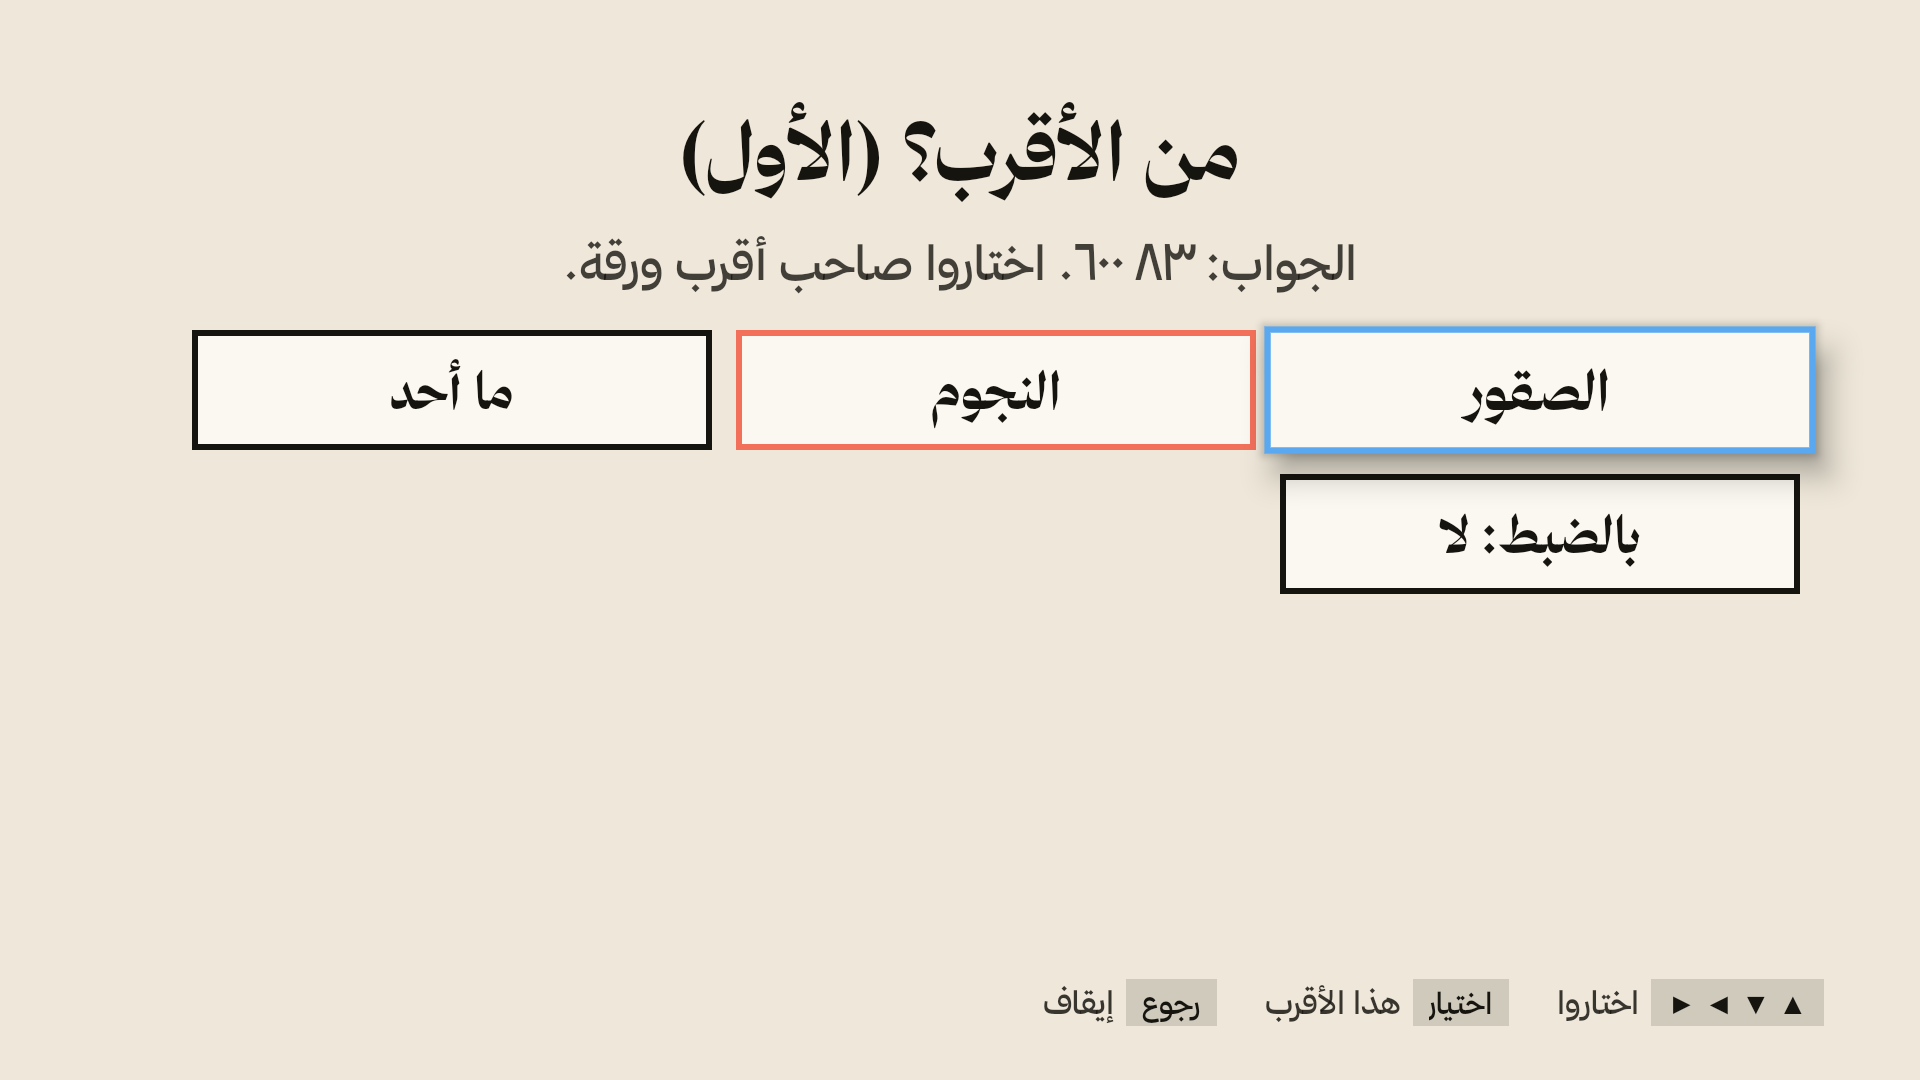 من الأقرب؟ (الأول)
الجواب: ٨٣ ٦٠٠. اختاروا صاحب أقرب ورقة.
الصقور
النجوم
ما أحد
بالضبط: لا
▲ ▼ ◄ ► اختاروا اختيار هذا الأقرب رجوع إيقاف